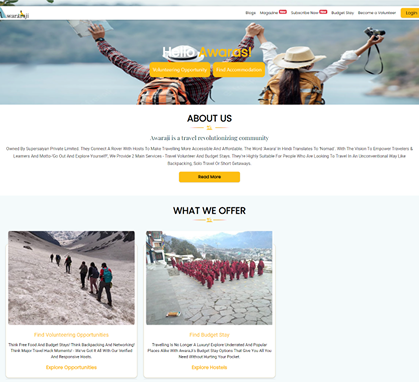 Awaraji
Blogs Magazine New Subscribe Now New Budget Stay Become a Volunteer Login
Hello Awaras!
Volunteering Opportunity Find Accommodation
ABOUT US
Awaraji is a travel revolutionizing community
Owned By Supersqlyer Private Limited. They Connect A Roner With Hosts To Make Travelling More Accessible And Affordable. The Word 'Awara' In Hindi Translates To 'Nomad'. With The Vision To Empower Travelers &
Learners And Motto 'Go Out And Explore Yourself', We Provide 2 Main Services - Travel Volunteer And Budget Stays. They're Highly Suitable For People Who Are Looking To Travel In An Unconventional Way Like
Backpacking, Solo Travel Or Short Getaways.
Read More
WHAT WE OFFER
Find Volunteering Opportunities
Think Free Food And Budget Stays! Think Backpacking And Networking!
Think Major Travel Hack Moments! - We've Got It All With Our Verified
And Responsive Hosts.
Explore Opportunities
Find Budget Stay
Travelling Is No Longer A Luxury! Explore Underrated And Popular
Places Alike With AwaraJi's Budget Stay Options That Give You All You
Need Without Hurting Your Pocket.
Explore Hostels